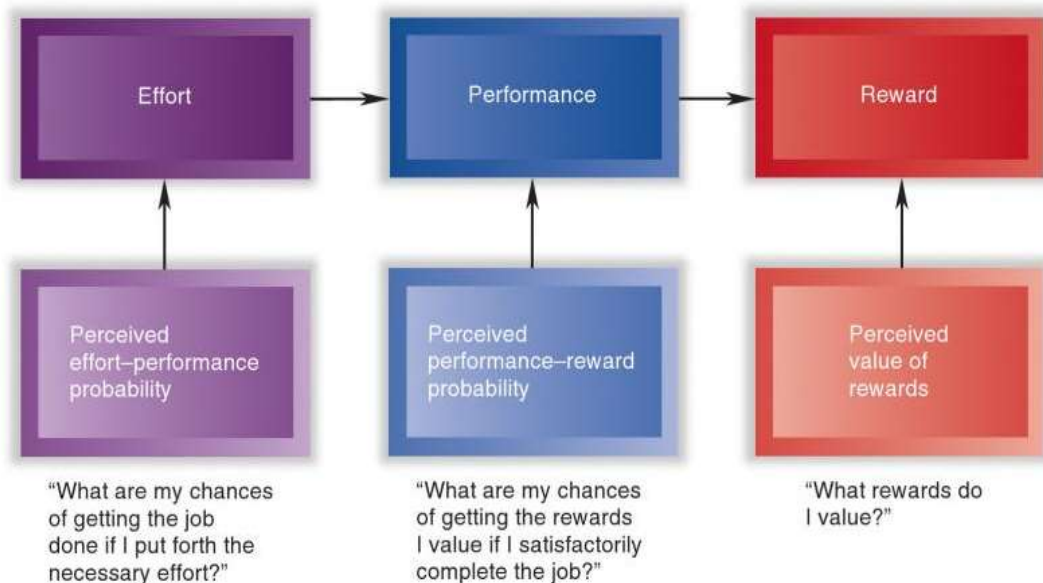 Effort
Performance
Reward
Perceived
effort–performance
probability
Perceived
performance–reward
probability
Perceived
value of
rewards
“What are my chances
of getting the job
done if I put forth the
necessary effort?”
“What are my chances
of getting the rewards
I value if I satisfactorily
complete the job?”
“What rewards do
I value?”